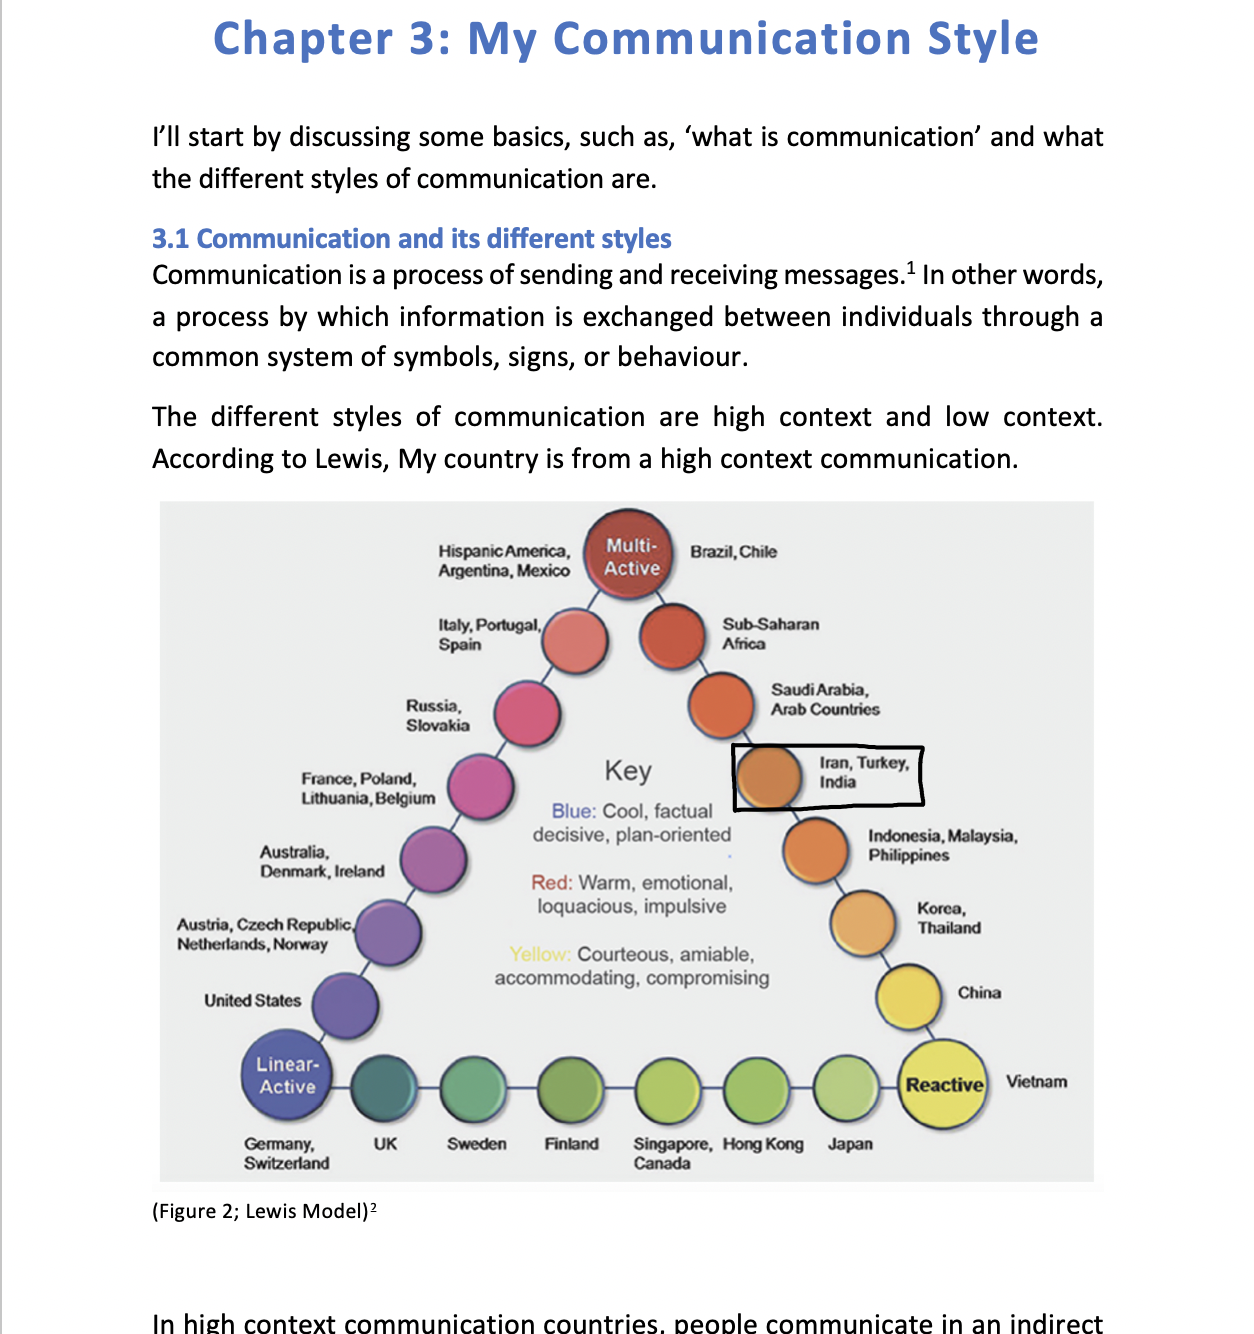 Chapter 3: My Communication Style
I’ll start by discussing some basics, such as, ‘what is communication’ and what
the different styles of communication are.
3.1 Communication and its different styles
Communication is a process of sending and receiving messages.1 In other words,
a process by which information is exchanged between individuals through a
common system of symbols, signs, or behaviour.
The different styles of communication are high context and low context.
According to Lewis, My country is from a high context communication.
Hispanic America,
Argentina, Mexico
Multi-
Active
Brazil, Chile
Italy, Portugal,
Spain
Sub-Saharan
Africa
Russia,
Slovakia
Saudi Arabia,
Arab Countries
France, Poland,
Lithuania, Belgium
Iran, Turkey,
India
Key
Blue: Cool, factual
decisive, plan-oriented
Red: Warm, emotional,
loquacious, impulsive
Yellow: Courteous, amiable,
accommodating, compromising
Australia,
Denmark, Ireland
Indonesia, Malaysia,
Philippines
Austria, Czech Republic,
Netherlands, Norway
Korea,
Thailand
United States
China
Linear-
Active
Reactive
Vietnam
Germany,
Switzerland
UK
Sweden
Finland
Singapore,
Canada
Hong Kong
Japan
(Figure 2; Lewis Model)2
In high context communication countries, people communicate in an indirect